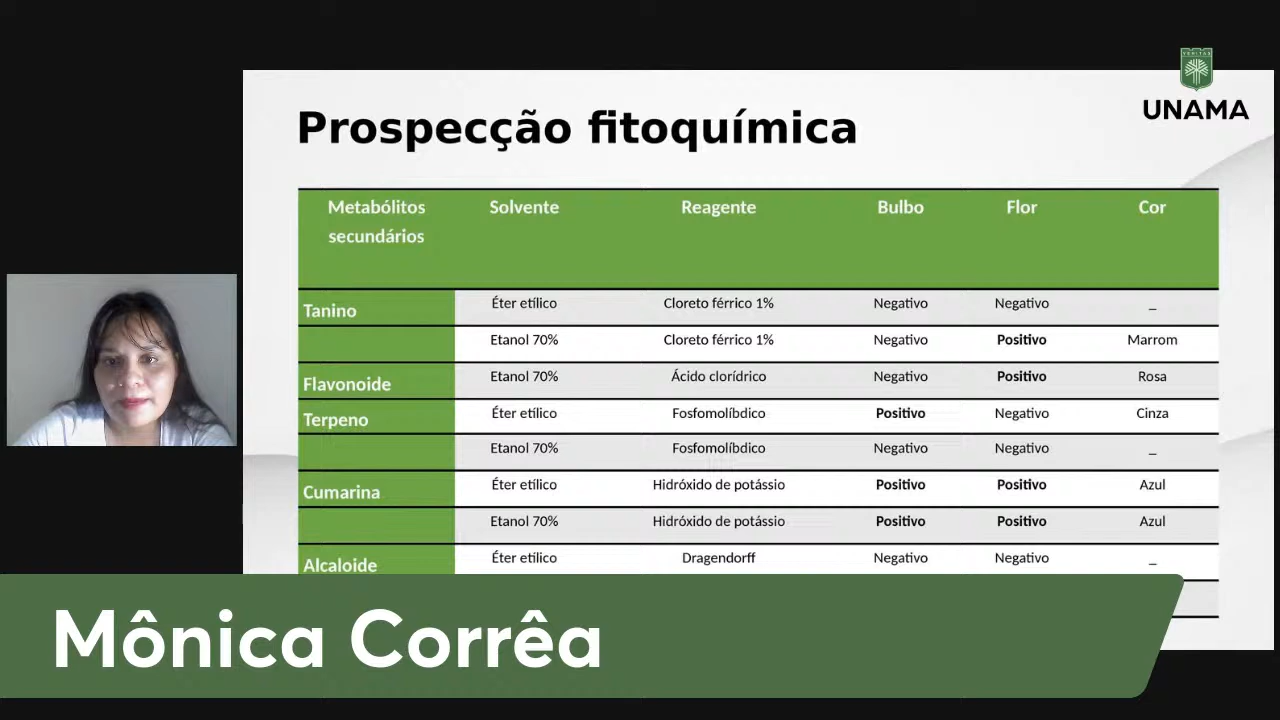 UNAMA
Prospecção fitoquímica
Metabólitos secundários Solvente Reagente Bulbo Flor Cor
Tanino Éter etílico Cloreto férrico 1% Negativo Negativo _
Etanol 70% Cloreto férrico 1% Negativo Positivo Marrom
Flavonoide Etanol 70% Ácido clorídrico Negativo Positivo Rosa
Terpeno Éter etílico Fosfomolíbdico Positivo Negativo Cinza
Etanol 70% Fosfomolíbdico Negativo Negativo _
Cumarina Éter etílico Hidróxido de potássio Positivo Positivo Azul
Etanol 70% Hidróxido de potássio Positivo Positivo Azul
Alcaloide Éter etílico Dragendorff Negativo Negativo _
Mônica Corrêa